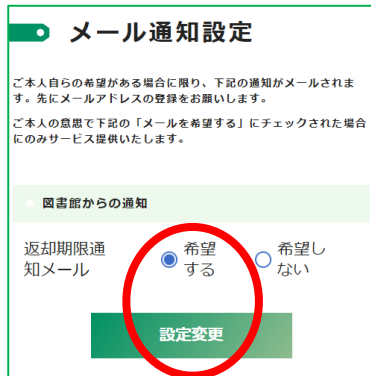 メール通知設定
ご本人自らの希望がある場合に限り、下記の通知がメールされま
す。先にメールアドレスの登録をお願いします。
ご本人の意思で下記の「メールを希望する」にチェックされた場合
にのみサービス提供いたします。
図書館からの通知
返却期限通 希望 希望し
知メール する ない
設定変更